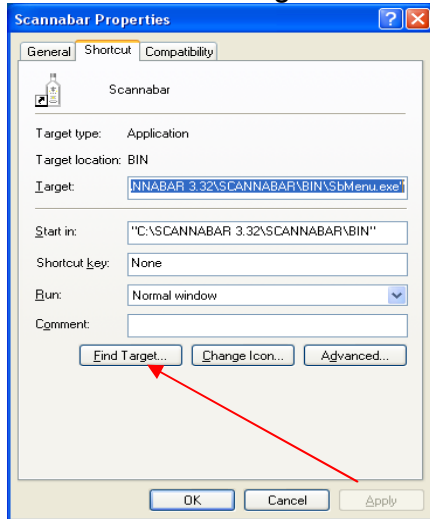 Scannabar Properties
General Shortcut Compatibility
Scannabar
Target type: Application
Target location: BIN
Target: NNABAR 3.32\SCANNABAR\BIN\SbMenu.exe"
Start in: "C:\SCANNABAR 3.32\SCANNABAR\BIN"
Shortcut key: None
Run: Normal window
Comment:
Find Target... Change Icon... Advanced...
OK Cancel Apply